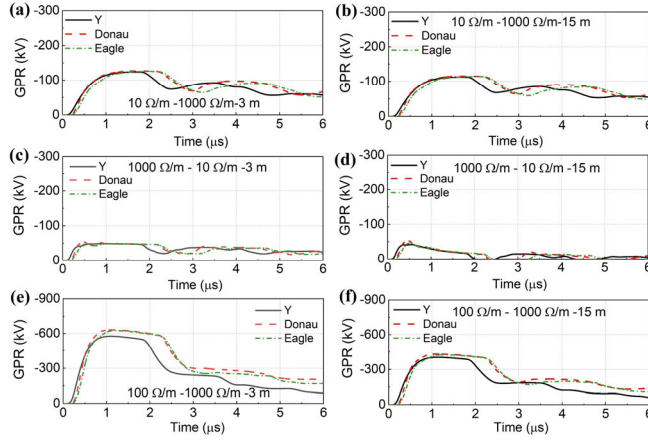 (a)
GPR (kV)
-300
-200
-100
0
Y
Donau
Eagle
10 Ω/m -1000 Ω/m-3 m
0 1 2 3 4 5 6
Time (μs)
(b)
GPR (kV)
-300
-200
-100
0
Y 10 Ω/m -1000 Ω/m-15 m
Donau
Eagle
0 1 2 3 4 5 6
Time (μs)
(c)
GPR (kV)
-300
-200
-100
0
Y 1000 Ω/m - 10 Ω/m -3 m
Donau
Eagle
0 1 2 3 4 5 6
Time (μs)
(d)
GPR (kV)
-300
-200
-100
0
Y 1000 Ω/m - 10 Ω/m -15 m
Donau
Eagle
0 1 2 3 4 5 6
Time (μs)
(e)
GPR (kV)
-900
-600
-300
0
Y
Donau
Eagle
100 Ω/m -1000 Ω/m -3 m
0 1 2 3 4 5 6
Time (μs)
(f)
GPR (kV)
-900
-600
-300
0
Y 100 Ω/m - 1000 Ω/m -15 m
Donau
Eagle
0 1 2 3 4 5 6
Time (μs)